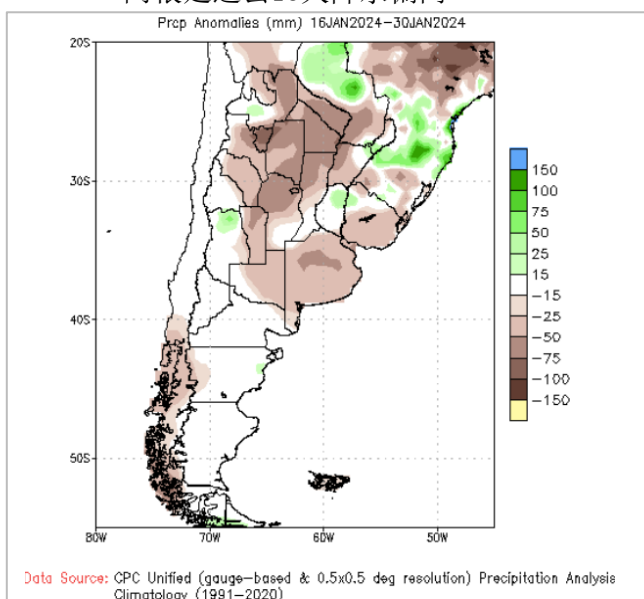 Prcp Anomalies (mm) 16JAN2024-30JAN2024
20S
30S
40S
50S
80W 70W 60W 50W
150
100
75
50
25
15
-15
-25
-50
-75
-100
-150
Data Source: CPC Unified (gauge-based & 0.5x0.5 deg resolution) Precipitation Analysis
Climatology (1991-2020)